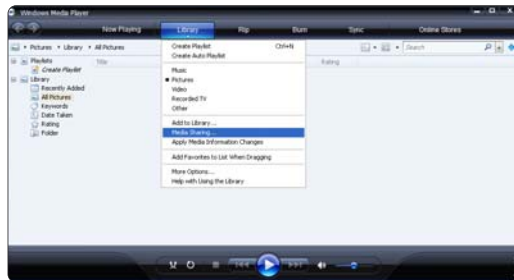 Windows Media Player
Now Playing Library Rip Burn Sync Online Stores
Pictures Library All Pictures Search
Playlists Title Rating
Create Playlist
Library
Recently Added
All Pictures
Keywords
Date Taken
Rating
Folder
Create Playlist Ctrl+N
Create Auto Playlist
Music
Pictures
Video
Recorded TV
Other
Add to Library...
Media Sharing...
Apply Media Information Changes
Add Favorites to List When Dragging
More Options...
Help with Using the Library